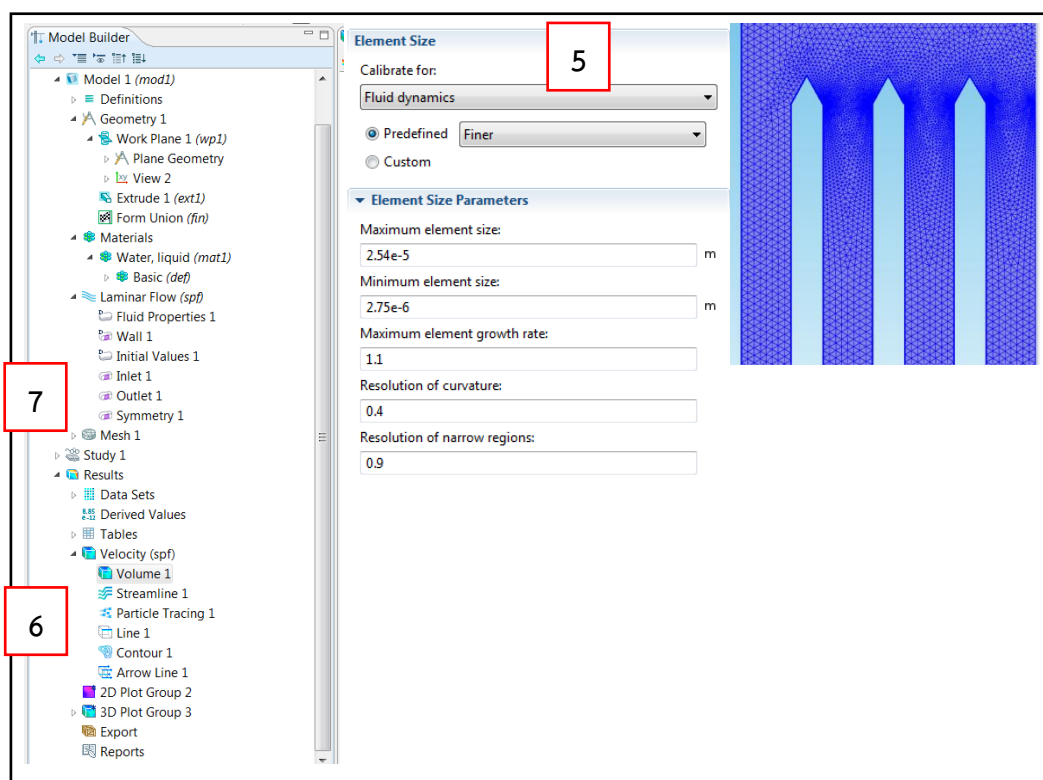 Model Builder
Model 1 (mod1)
Definitions
Geometry 1
Work Plane 1 (wp1)
Plane Geometry
xy View 2
Extrude 1 (ext1)
Form Union (fin)
Materials
Water, liquid (mat1)
Basic (def)
Laminar Flow (spf)
D Fluid Properties 1
D Wall 1
D Initial Values 1
Inlet 1
7
Outlet 1
Symmetry 1
Mesh 1
Study 1
Results
Data Sets
8.85 e-12 Derived Values
Tables
Velocity (spf)
Volume 1
Streamline 1
Particle Tracing 1
6
Line 1
Contour 1
Arrow Line 1
2D Plot Group 2
3D Plot Group 3
Export
Reports
Element Size
5
Calibrate for:
Fluid dynamics
Predefined Finer
Custom
Element Size Parameters
Maximum element size:
2.54e-5 m
Minimum element size:
2.75e-6 m
Maximum element growth rate:
1.1
Resolution of curvature:
0.4
Resolution of narrow regions:
0.9